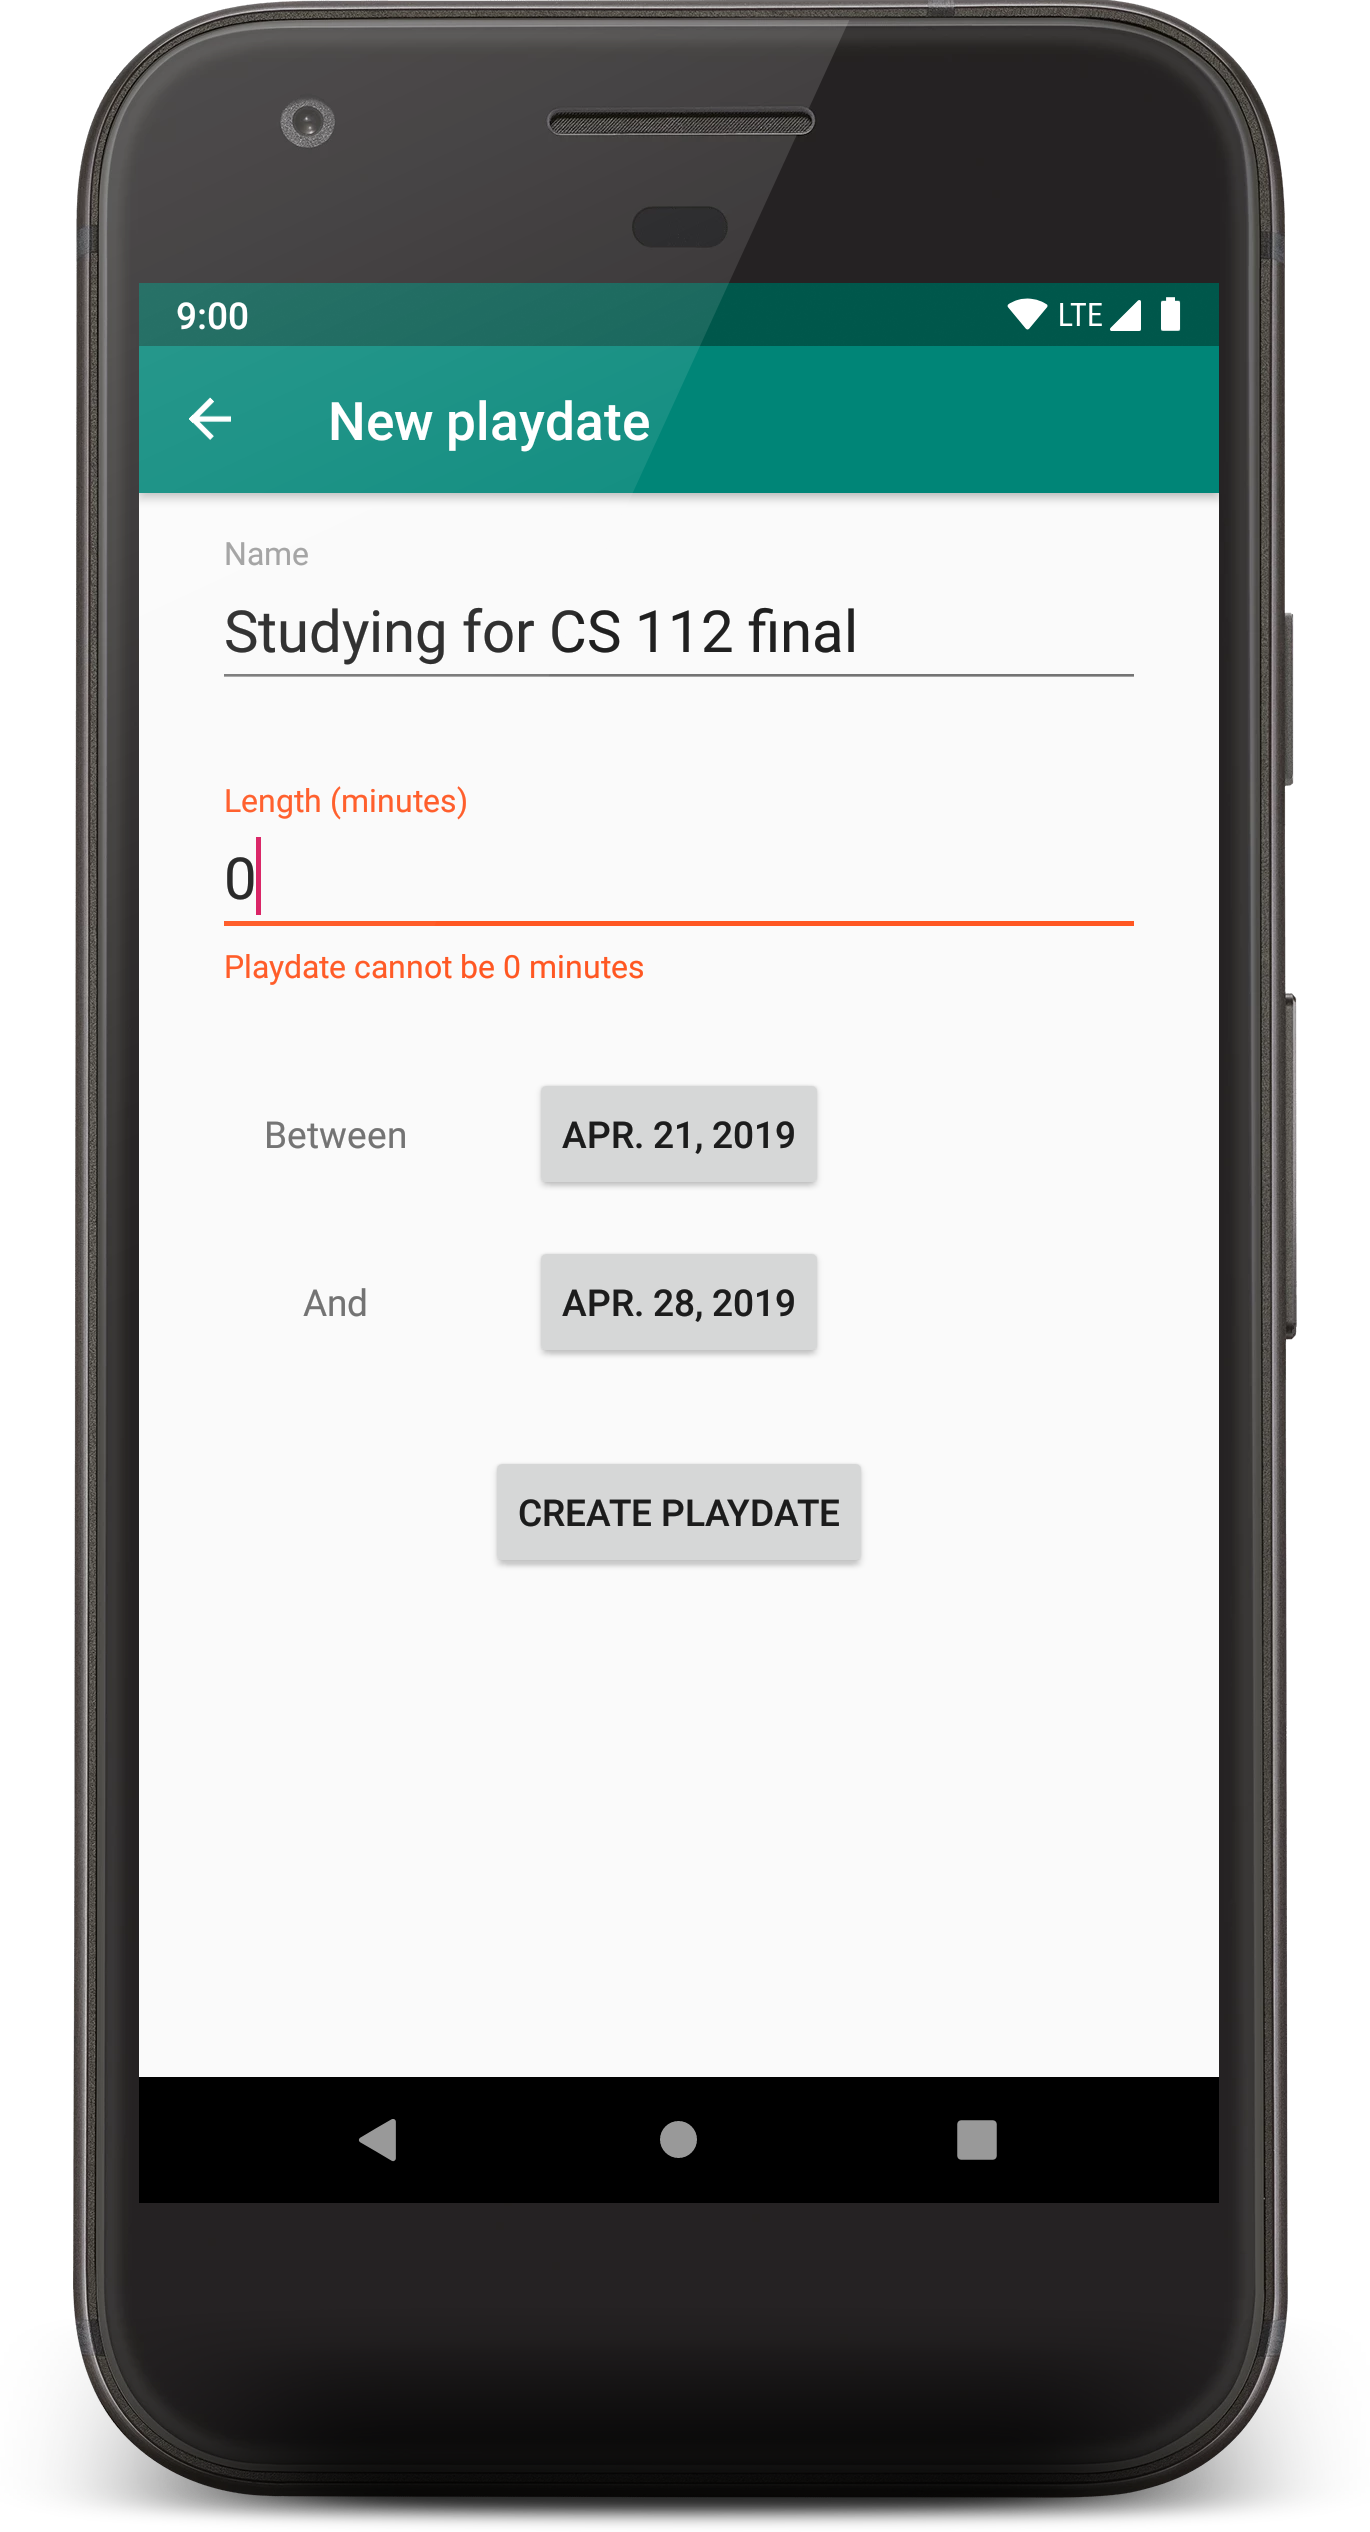 9:00 LTE
New playdate
Name
Studying for CS 112 final
Length (minutes)
0
Playdate cannot be 0 minutes
Between APR. 21, 2019
And APR. 28, 2019
CREATE PLAYDATE